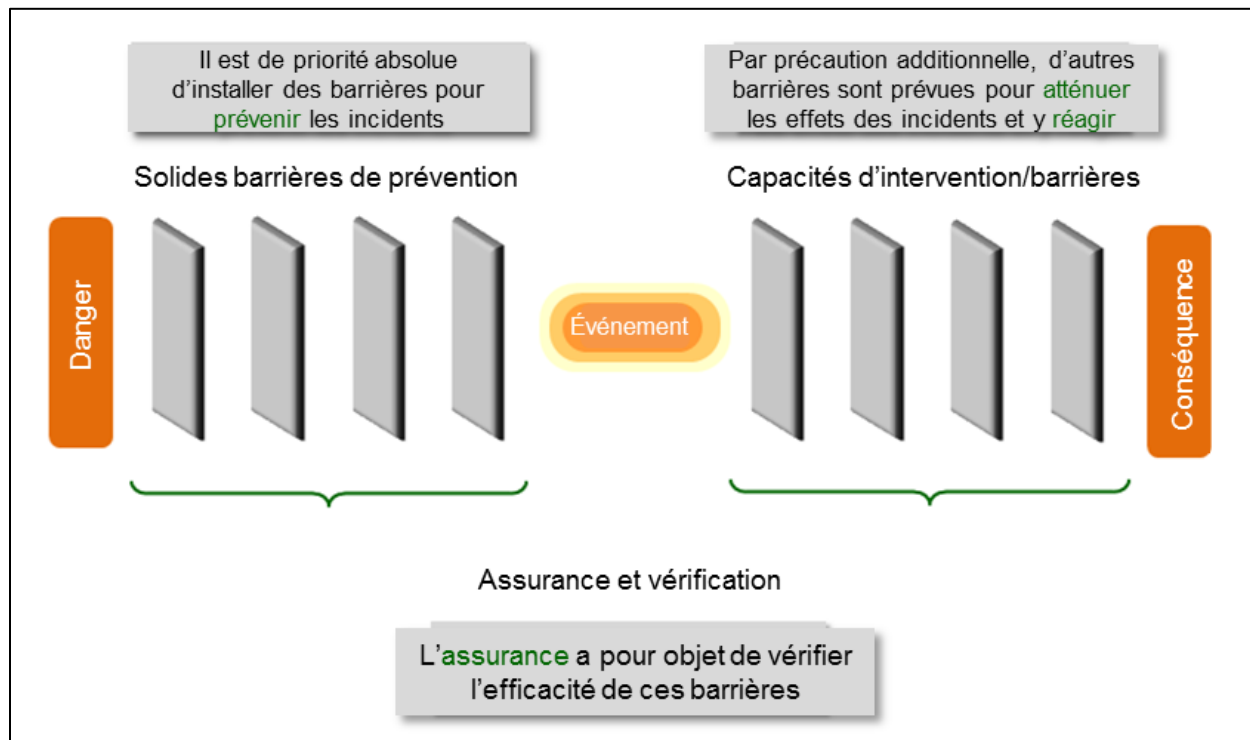 Il est de priorité absolue
d'installer des barrières pour
prévenir les incidents
Par précaution additionnelle, d'autres
barrières sont prévues pour atténuer
les effets des incidents et y réagir
Solides barrières de prévention
Capacités d'intervention/barrières
Danger
Événement
Conséquence
Assurance et vérification
L'assurance a pour objet de vérifier
l'efficacité de ces barrières